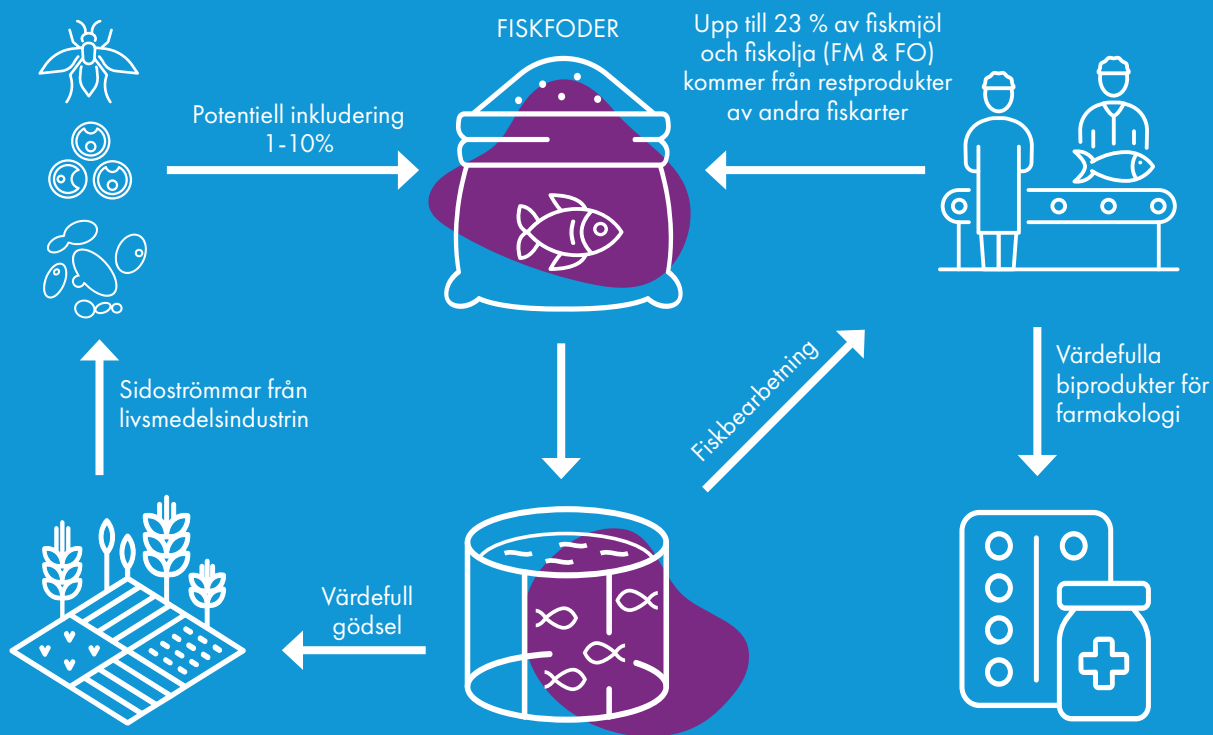 FISKFODER
Upp till 23 % av fiskmjöl
och fiskolja (FM & FO)
kommer från restprodukter
av andra fiskarter
Potentiell inkludering
1-10%
Sidoströmmar från
livsmedelsindustrin
Fiskbearbetning
Värdefulla
biprodukter för
farmakologi
Värdefull
gödsel